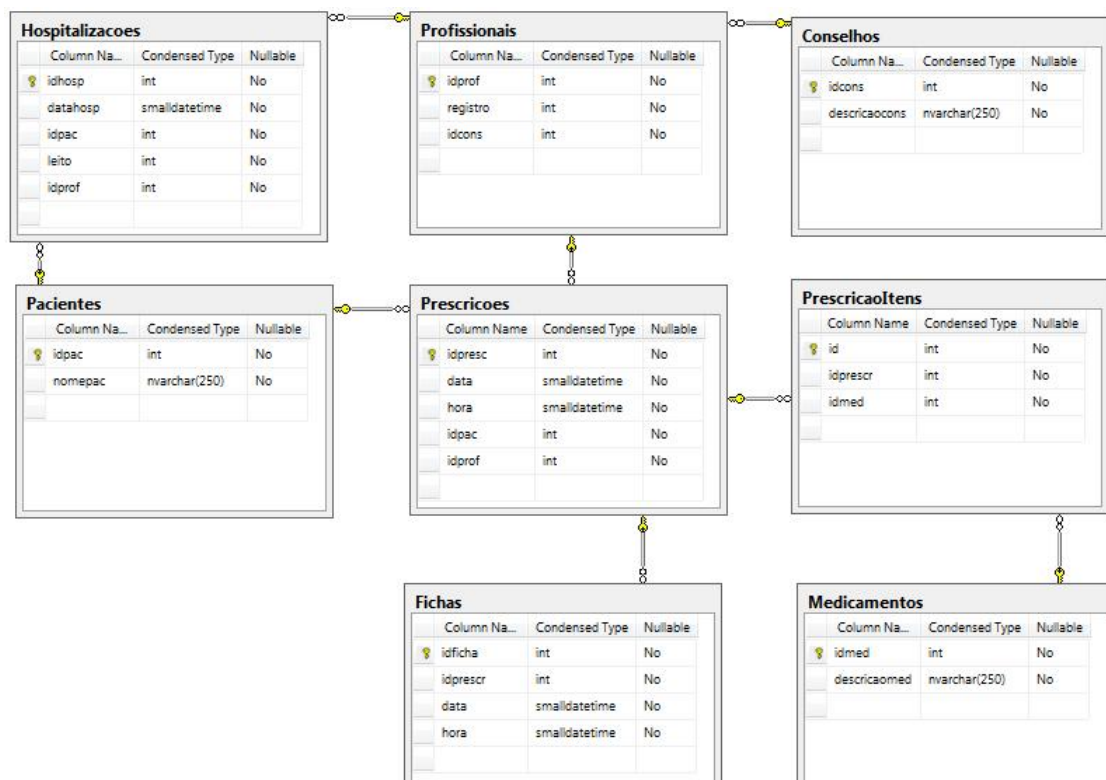 Hospitalizacoes
Column Na... Condensed Type Nullable
idhosp int No
datahosp smalldatetime No
idpac int No
leito int No
idprof int No
Profissionais
Column Na... Condensed Type Nullable
idprof int No
registro int No
idcons int No
Conselhos
Column Na... Condensed Type Nullable
idcons int No
descricaocons nvarchar(250) No
Pacientes
Column Na... Condensed Type Nullable
idpac int No
nomepac nvarchar(250) No
Prescricoes
Column Name Condensed Type Nullable
idpresc int No
data smalldatetime No
hora smalldatetime No
idpac int No
idprof int No
PrescricaoItens
Column Name Condensed Type Nullable
id int No
idprescr int No
idmed int No
Fichas
Column Na... Condensed Type Nullable
idficha int No
idprescr int No
data smalldatetime No
hora smalldatetime No
Medicamentos
Column Na... Condensed Type Nullable
idmed int No
descricaomed nvarchar(250) No